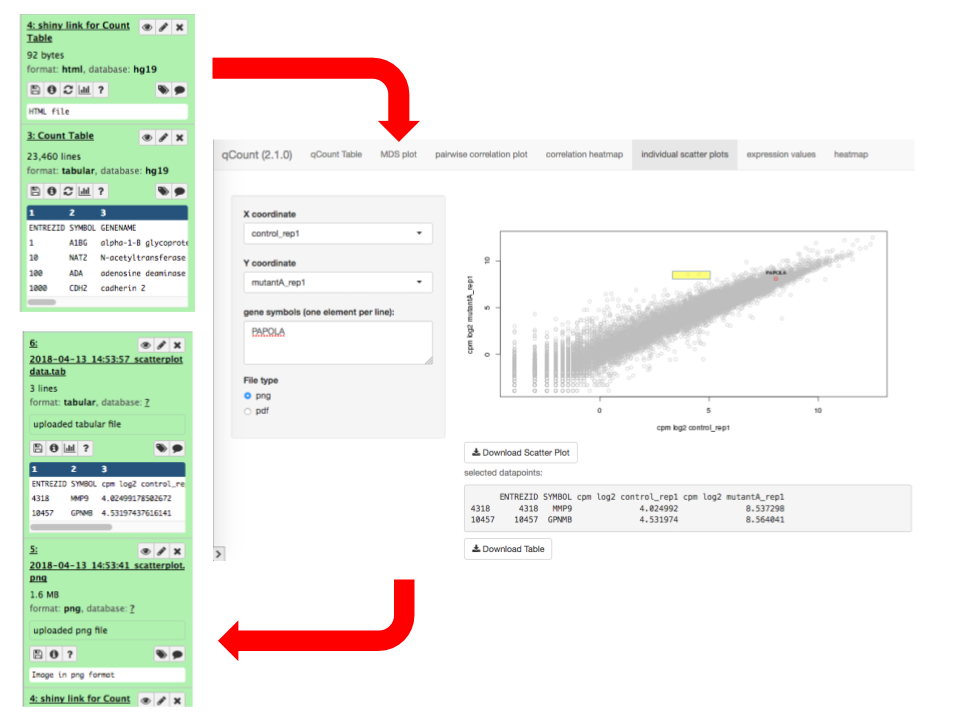 4: shiny link for Count
Table
92 bytes
format: html, database: hg19
HTML file
3: Count Table
23,460 lines
format: tabular, database: hg19
1 2 3
ENTREZID SYMBOL GENENAME
1 A1BG alpha-1-B glycoprote
10 NAT2 N-acetyltransferase
100 ADA adenosine deaminase
1000 CDH2 cadherin 2
6:
2018-04-13 14:53:57 scatterplot
data.tab
3 lines
format: tabular, database: ?
uploaded tabular file
1 2 3
ENTREZID SYMBOL cpm log2 control_re
4318 MMP9 4.02499178502672
10457 GPNMB 4.53197437616141
5:
2018-04-13 14:53:41 scatterplot.
png
1.6 MB
format: png, database: ?
uploaded png file
Image in png format
4: shiny link for Count
qCount (2.1.0) qCount Table MDS plot pairwise correlation plot correlation heatmap individual scatter plots expression values heatmap
X coordinate
control_rep1
Y coordinate
mutantA_rep1
gene symbols (one element per line):
PAPOLA
File type
png
pdf
cpm log2 mutantA_rep1
10
5
0
PAPOLA
0 5 10
cpm log2 control_rep1
Download Scatter Plot
selected datapoints:
ENTREZID SYMBOL cpm log2 control_rep1 cpm log2 mutantA_rep1
4318 4318 MMP9 4.024992 8.537298
10457 10457 GPNMB 4.531974 8.564041
Download Table